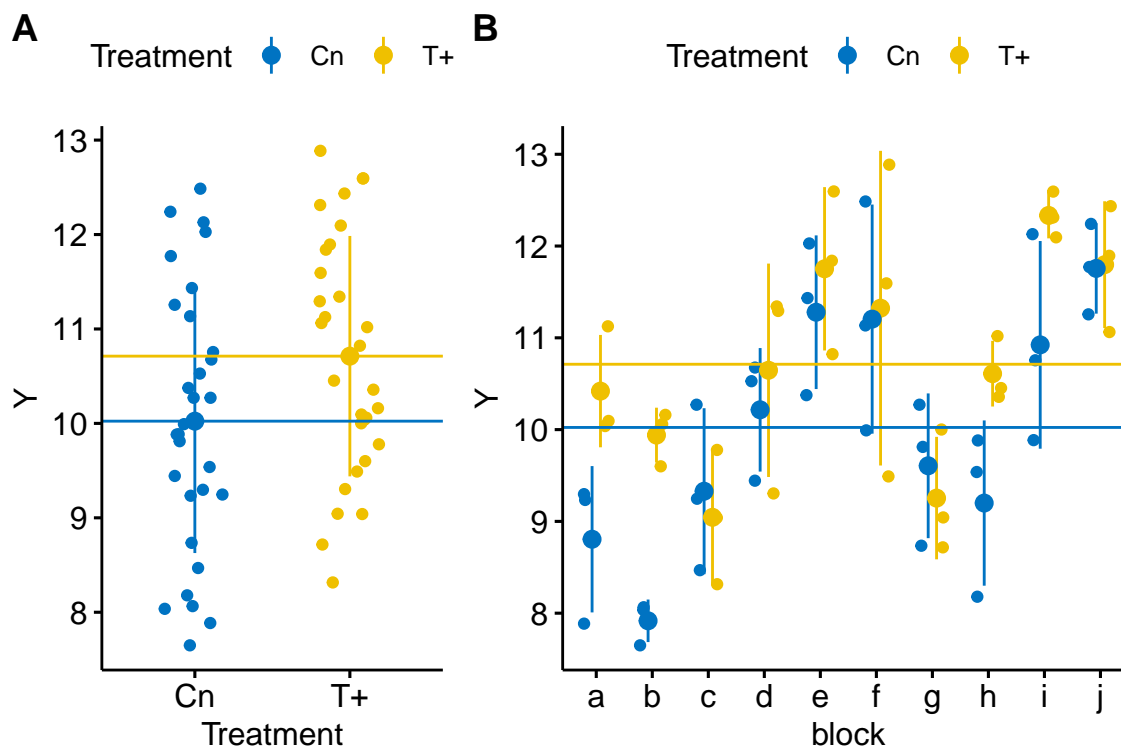 A
Treatment Cn T+
13
12
11
10
9
8
Y
Cn T+
Treatment
B
Treatment Cn T+
13
12
11
10
9
8
Y
a b c d e f g h i j
block